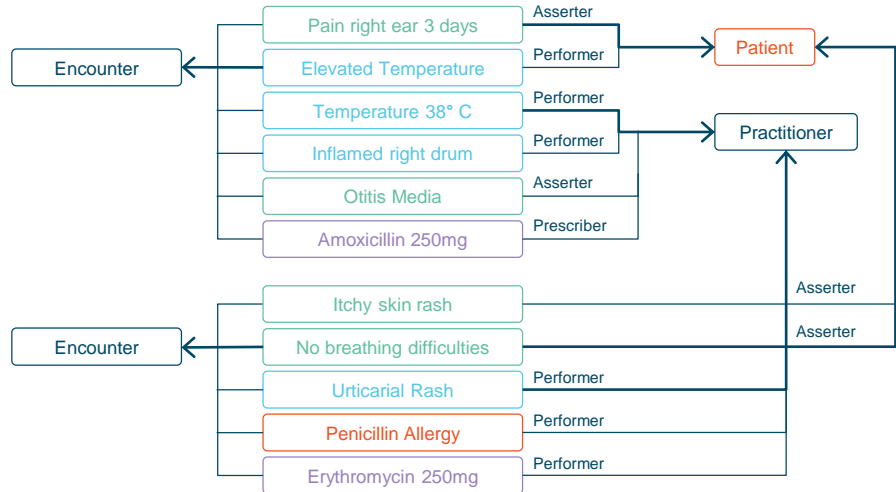 Pain right ear 3 days
Asserter
Patient
Encounter
Elevated Temperature
Performer
Temperature 38° C
Performer
Practitioner
Inflamed right drum
Performer
Otitis Media
Asserter
Amoxicillin 250mg
Prescriber
Itchy skin rash
Asserter
Encounter
No breathing difficulties
Asserter
Urticarial Rash
Performer
Penicillin Allergy
Performer
Erythromycin 250mg
Performer